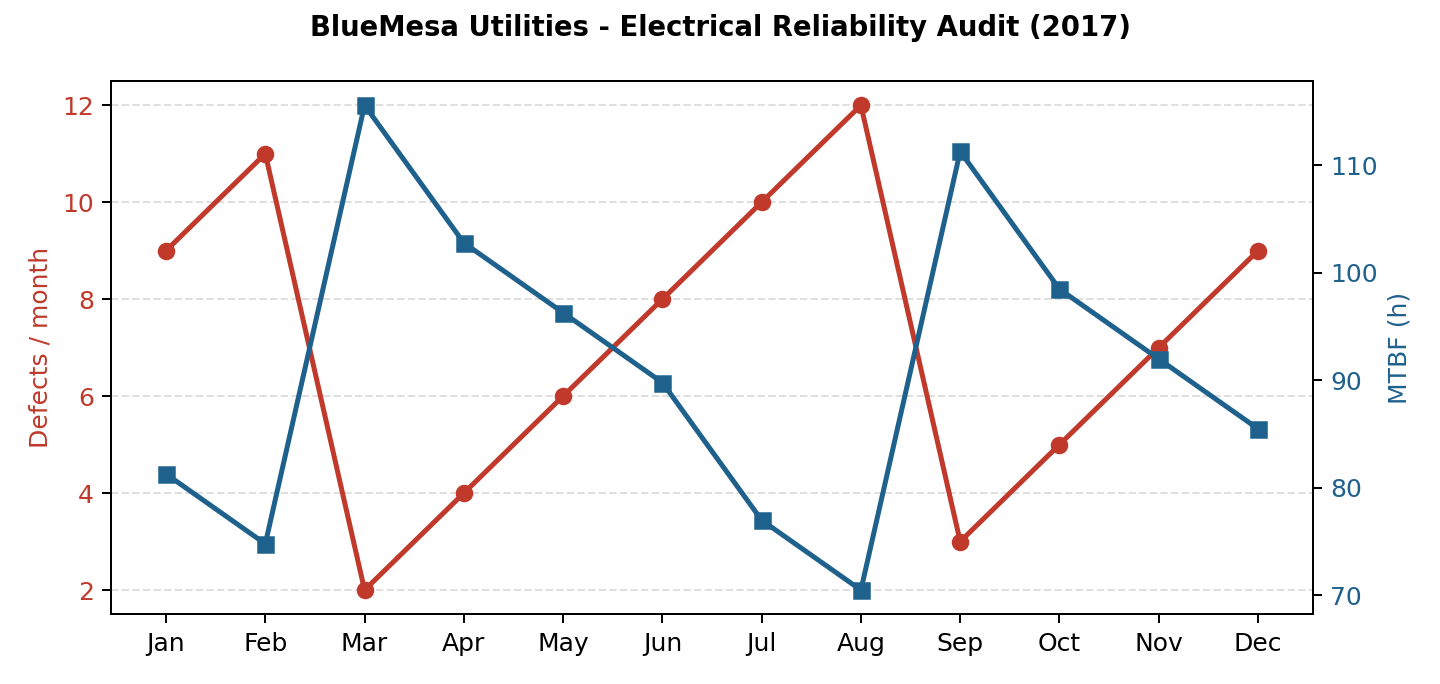 BlueMesa Utilities - Electrical Reliability Audit (2017)
Defects / month
12
10
8
6
4
2
110
100
90
80
70
MTBF (h)
Jan Feb Mar Apr May Jun Jul Aug Sep Oct Nov Dec